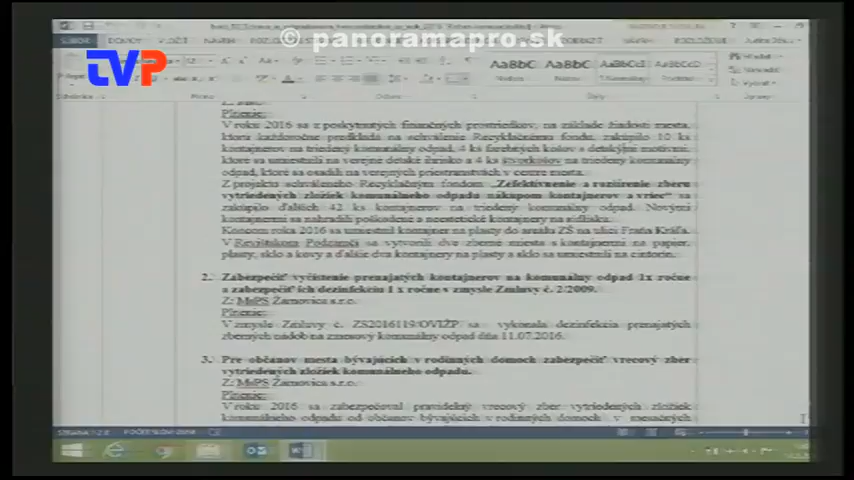 © panoramapro.sk
TVP
SÚBOR DOMOV
AaBbC AaBbC AaBbCcI AaBbCcD
Plnenie:
V roku 2016 sa z poskytnutých finančných prostriedkov, na základe žiadosti mesta,
ktorú každoročne predkladá na schválenie Recyklačnému fondu, zakúpilo 10 ks
kontajnerov na triedený komunálny odpad, 4 ks farebných košov s detskými motívmi,
ktoré sa umiestnili na verejné detské ihrisko a 4 ks štvorkošov na triedený komunálny
odpad, ktoré sa osadili na verejných priestranstvách v centre mesta.
Z projektu schváleného Recyklačným fondom „Zefektívnenie a rozšírenie zberu
vytriedených zložiek komunálneho odpadu nákupom kontajnerov a vriec“ sa
zakúpilo ďalších 42 ks kontajnerov na triedený komunálny odpad. Novými
kontajnermi sa nahradili poškodené a neestetické kontajnery na sídlisku.
Koncom roka 2016 sa umiestnil kontajner na plasty do areálu ZŠ na ulici Fraňa Kráľa.
V Revištskom Podzámčí sa vytvorili dve zberné miesta s kontajnermi na papier,
plasty, sklo a kovy a ďalšie dva kontajnery na plasty a sklo sa umiestnili na cintorín.
2. Zabezpečiť vyčistenie prenajatých kontajnerov na komunálny odpad 1x ročne
a zabezpečiť ich dezinfekciu 1 x ročne v zmysle Zmluvy č. 2/2009.
Z: MsPS Žarnovica s.r.o.
Plnenie:
V zmysle Zmluvy č. ZS2016119/OVIŽP sa vykonala dezinfekcia prenajatých
zberných nádob na zmesový komunálny odpad dňa 11.07.2016.
3. Pre občanov mesta bývajúcich v rodinných domoch zabezpečiť vrecový zber
vytriedených zložiek komunálneho odpadu.
Z: MsPS Žarnovica s.r.o.
Plnenie:
V roku 2016 sa zabezpečoval pravidelný vrecový zber vytriedených zložiek
komunálneho odpadu od občanov bývajúcich v rodinných domoch, v mesačných